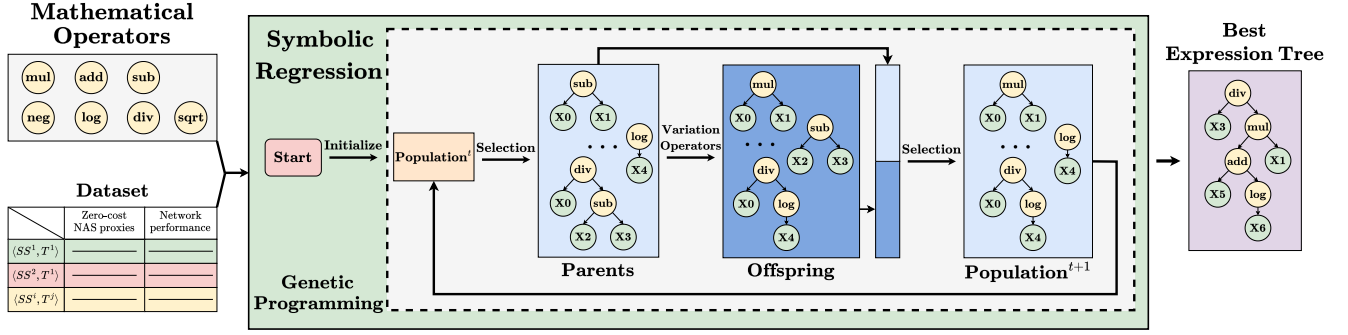 Mathematical
Operators
mul
add
sub
neg
log
div
sqrt
Dataset
Zero-cost
NAS proxies
Network
performance
⟨SS¹, T¹⟩
⟨SS², T¹⟩
⟨SSⁱ, Tʲ⟩
Symbolic
Regression
Start
Initialize
Genetic
Programming
Populationᵗ
Selection
sub
X0
X1
log
X4
. . .
div
X0
sub
X2
X3
Parents
Variation
Operators
mul
X0
X1
sub
X2
X3
. . .
div
X0
log
X4
Offspring
Selection
mul
X0
X1
log
X4
. . .
div
X0
log
X4
Populationᵗ⁺¹
Best
Expression Tree
div
X3
mul
add
X1
X5
log
X6